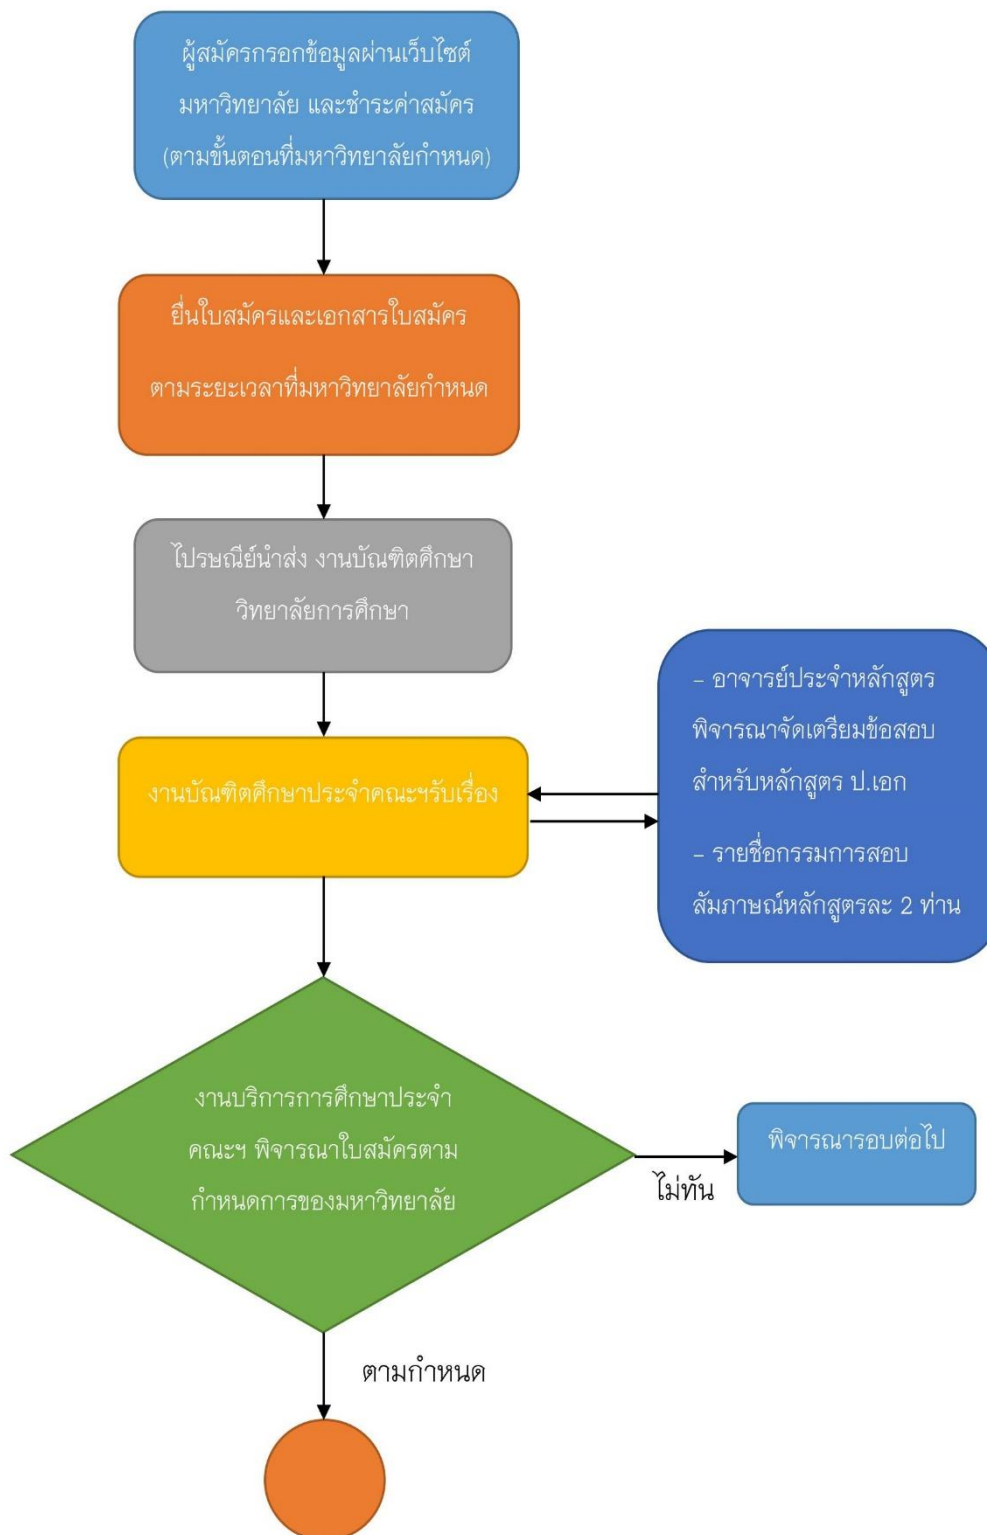 ผู้สมัครกรอกข้อมูลผ่านเว็บไซต์
มหาวิทยาลัย และชำระค่าสมัคร
(ตามขั้นตอนที่มหาวิทยาลัยกำหนด)
ยื่นใบสมัครและเอกสารใบสมัคร
ตามระยะเวลาที่มหาวิทยาลัยกำหนด
ไปรษณีย์นำส่ง งานบัณฑิตศึกษา
วิทยาลัยการศึกษา
งานบัณฑิตศึกษาประจำคณะฯรับเรื่อง
- อาจารย์ประจำหลักสูตร
พิจารณาจัดเตรียมข้อสอบ
สำหรับหลักสูตร ป.เอก
- รายชื่อกรรมการสอบ
สัมภาษณ์หลักสูตรละ 2 ท่าน
งานบริการการศึกษาประจำ
คณะฯ พิจารณาใบสมัครตาม
กำหนดการของมหาวิทยาลัย
ไม่ทัน
พิจารณารอบต่อไป
ตามกำหนด